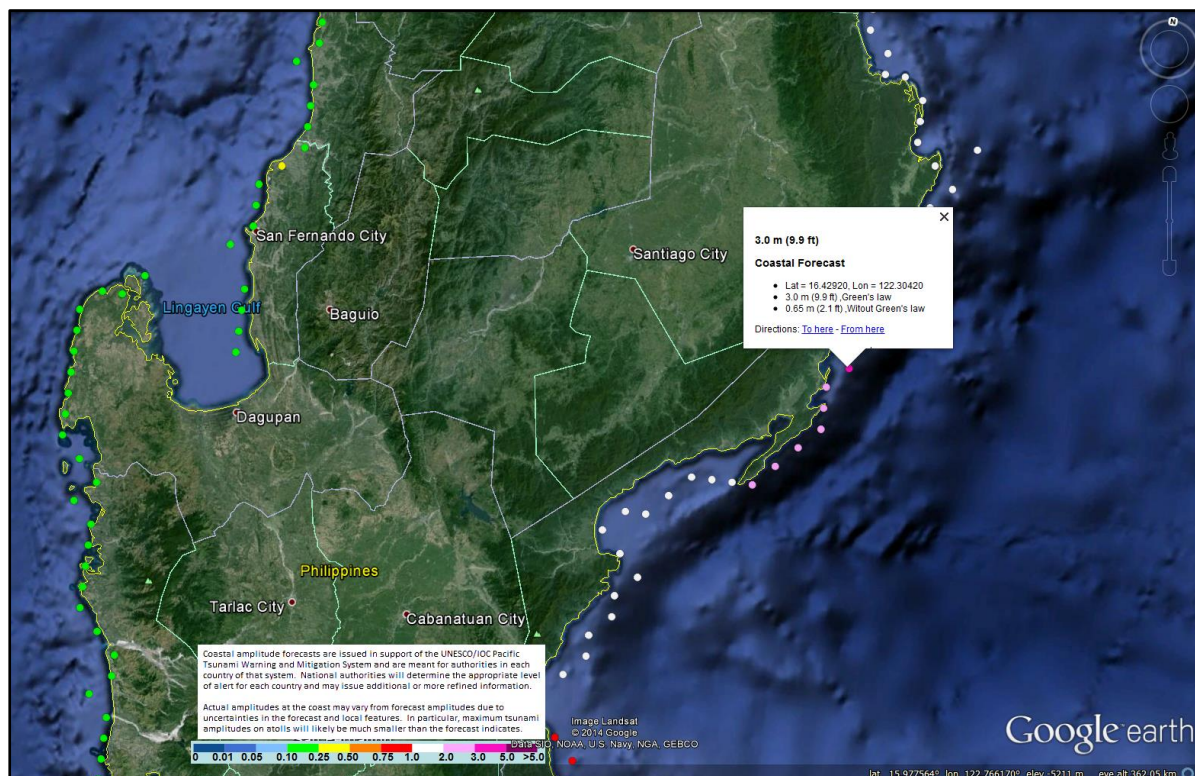 N
San Fernando City
Santiago City
3.0 m (9.9 ft)
Coastal Forecast
Lat = 16.42920, Lon = 122.30420
3.0 m (9.9 ft) ,Green's law
0.65 m (2.1 ft) ,Witout Green's law
Directions: To here - From here
Lingayen Gulf
Baguio
Dagupan
Philippines
Tarlac City
Cabanatuan City
Coastal amplitude forecasts are issued in support of the UNESCO/IOC Pacific
Tsunami Warning and Mitigation System and are meant for authorities in each
country of that system. National authorities will determine the appropriate level
of alert for each country and may issue additional or more refined information.
Actual amplitudes at the coast may vary from forecast amplitudes due to
uncertainties in the forecast and local features. In particular, maximum tsunami
amplitudes on atolls will likely be much smaller than the forecast indicates.
0 0.01 0.05 0.10 0.25 0.50 0.75 1.0 2.0 3.0 5.0 >5.0
Image Landsat
© 2014 Google
Data SIO, NOAA, U.S. Navy, NGA, GEBCO
Google earth
lat 15.977564° lon 122.766170° elev -5211 m eye alt 362.05 km